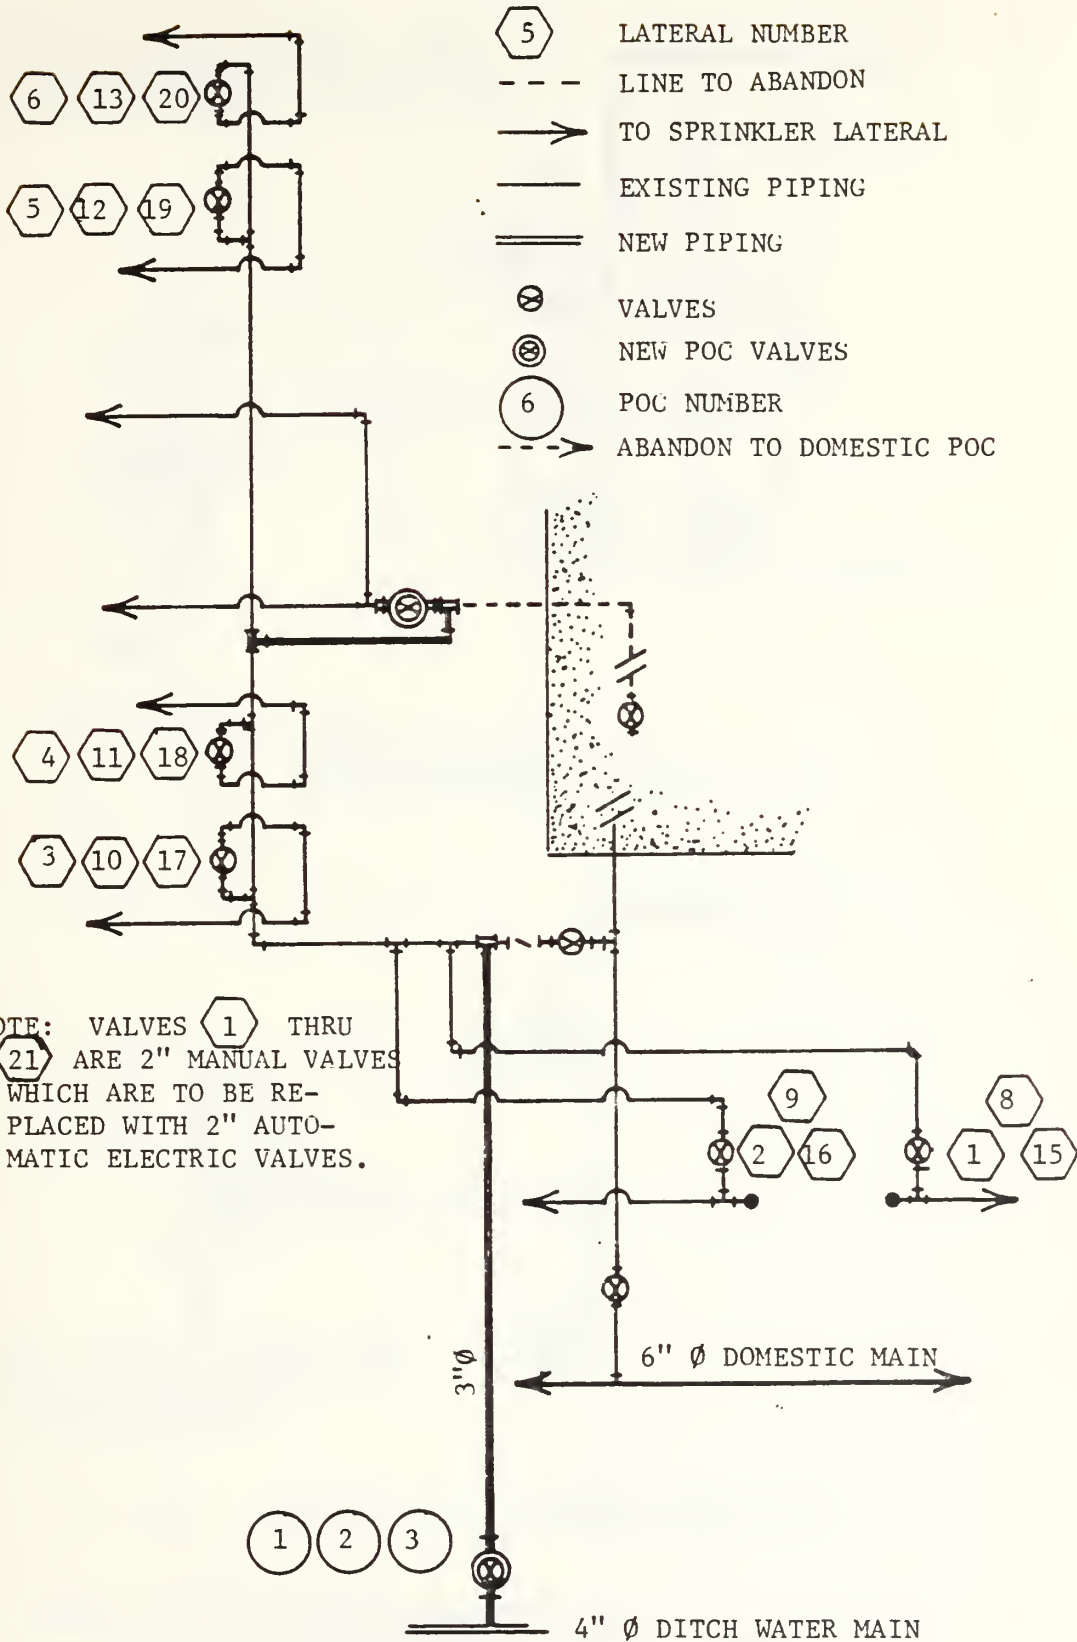 5 LATERAL NUMBER
LINE TO ABANDON
TO SPRINKLER LATERAL
EXISTING PIPING
NEW PIPING
VALVES
NEW POC VALVES
6 POC NUMBER
ABANDON TO DOMESTIC POC
6 13 20
5 12 19
4 11 18
3 10 17
OTE: VALVES 1 THRU
21 ARE 2" MANUAL VALVES
WHICH ARE TO BE RE-
PLACED WITH 2" AUTO-
MATIC ELECTRIC VALVES.
9
2 16
8
1 15
3"Ø
6" Ø DOMESTIC MAIN
1 2 3
4" Ø DITCH WATER MAIN